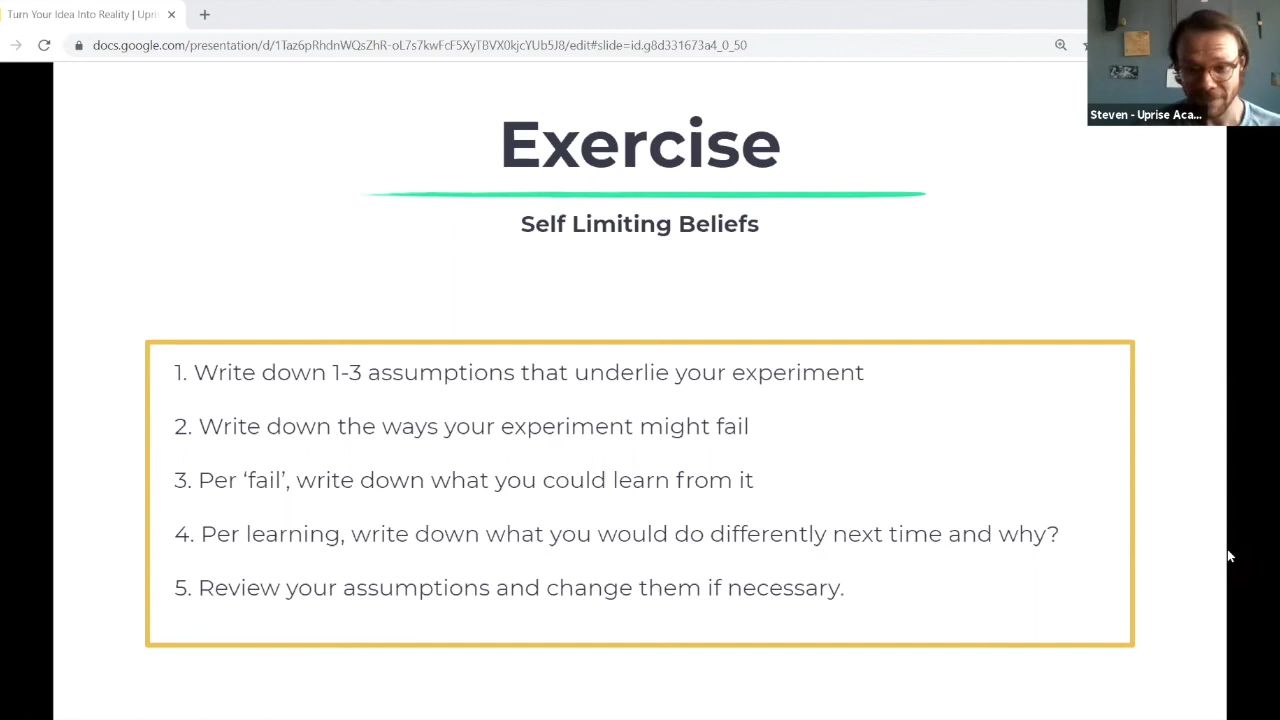 Turn Your Idea Into Reality | Upri
docs.google.com/presentation/d/1Taz6pRhdnWQsZhR-oL7s7kwFcF5XyTBVX0kjcYUb5J8/edit#slide=id.g8d331673a4_0_50
Steven - Uprise Aca...
Exercise
Self Limiting Beliefs
1. Write down 1-3 assumptions that underlie your experiment
2. Write down the ways your experiment might fail
3. Per ‘fail’, write down what you could learn from it
4. Per learning, write down what you would do differently next time and why?
5. Review your assumptions and change them if necessary.